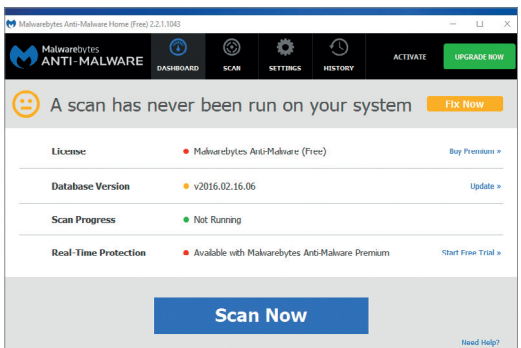 Malwarebytes Anti-Malware Home (Free) 2.2.1.1043
Malwarebytes
ANTI-MALWARE
DASHBOARD SCAN SETTINGS HISTORY ACTIVATE UPGRADE NOW
A scan has never been run on your system Fix Now
License Malwarebytes Anti-Malware (Free) Buy Premium »
Database Version v2016.02.16.06 Update »
Scan Progress Not Running
Real-Time Protection Available with Malwarebytes Anti-Malware Premium Start Free Trial »
Scan Now
Need Help?